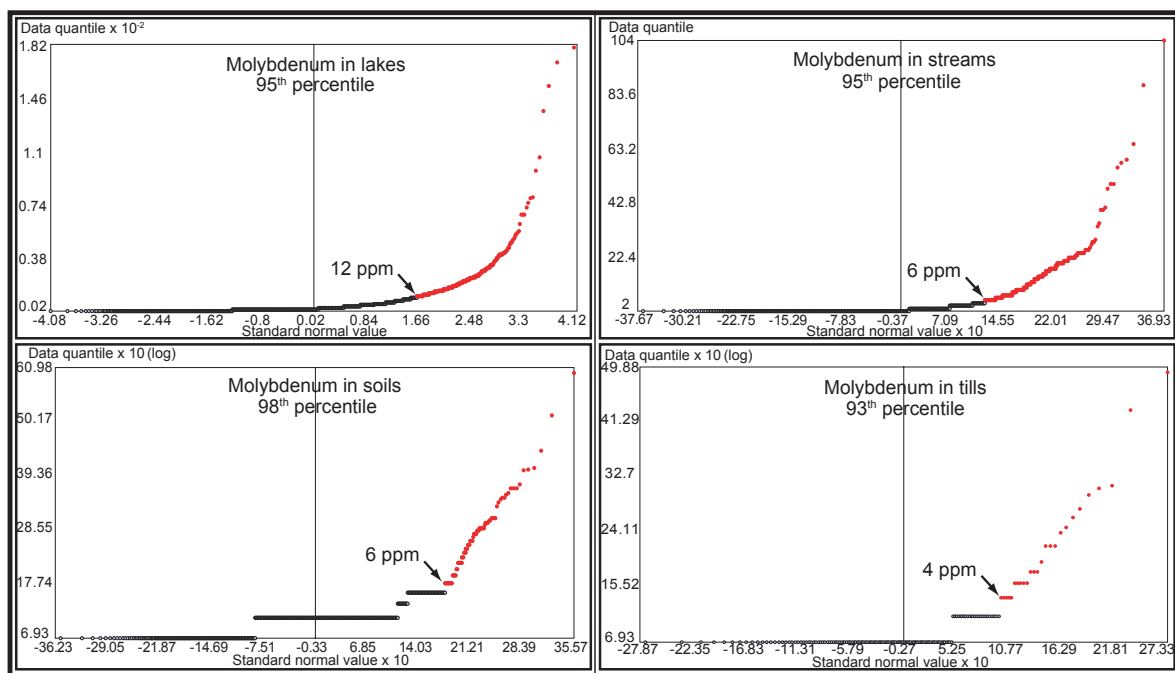 Data quantile x 10⁻²
1.82
1.46
1.1
0.74
0.38
0.02
Molybdenum in lakes
95th percentile
12 ppm
-4.08 -3.26 -2.44 -1.62 -0.8 0.02 0.84 1.66 2.48 3.3 4.12
Standard normal value
Data quantile
104
83.6
63.2
42.8
22.4
2
Molybdenum in streams
95th percentile
6 ppm
-37.67 -30.21 -22.75 -15.29 -7.83 -0.37 7.09 14.55 22.01 29.47 36.93
Standard normal value x 10
Data quantile x 10 (log)
60.98
50.17
39.36
28.55
17.74
6.93
Molybdenum in soils
98th percentile
6 ppm
-36.23 -29.05 -21.87 -14.69 -7.51 -0.33 6.85 14.03 21.21 28.39 35.57
Standard normal value x 10
Data quantile x 10 (log)
49.88
41.29
32.7
24.11
15.52
6.93
Molybdenum in tills
93th percentile
4 ppm
-27.87 -22.35 -16.83 -11.31 -5.79 -0.27 5.25 10.77 16.29 21.81 27.33
Standard normal value x 10